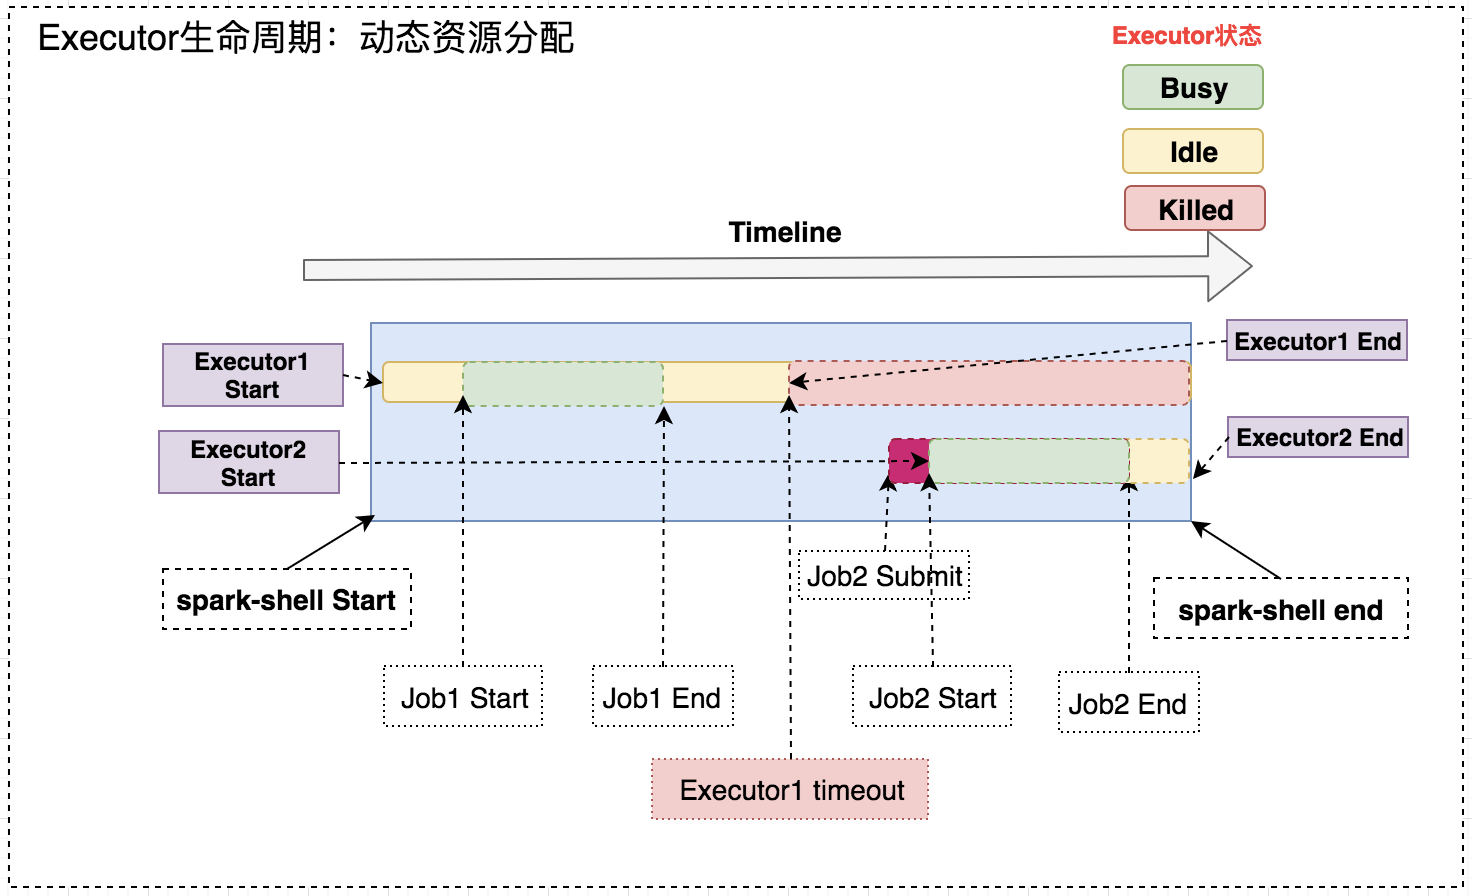 Executor生命周期：动态资源分配
Executor状态
Busy
Idle
Killed
Timeline
Executor1
Start
Executor1 End
Executor2
Start
Executor2 End
spark-shell Start
Job2 Submit
spark-shell end
Job1 Start
Job1 End
Job2 Start
Job2 End
Executor1 timeout